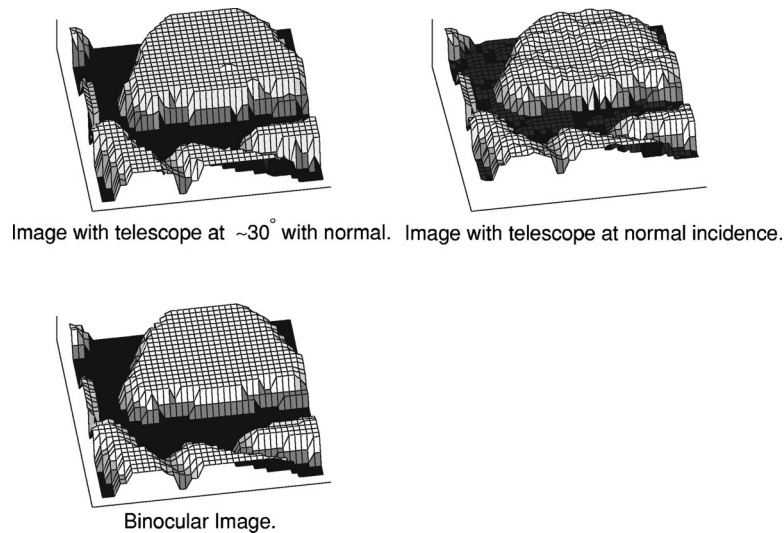 Image with telescope at ~30° with normal.
Image with telescope at normal incidence.
Binocular Image.